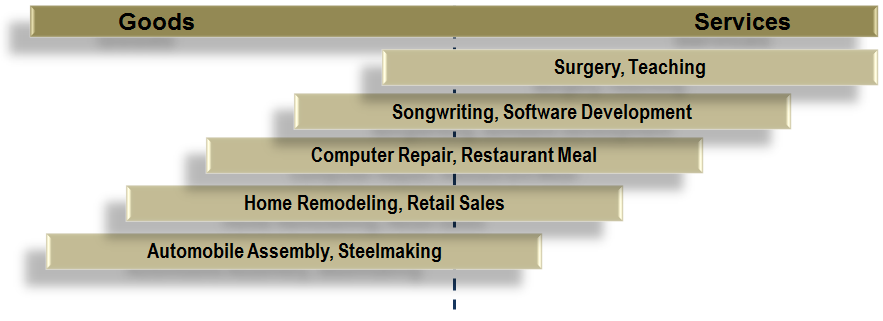 Goods Services
Surgery, Teaching
Songwriting, Software Development
Computer Repair, Restaurant Meal
Home Remodeling, Retail Sales
Automobile Assembly, Steelmaking